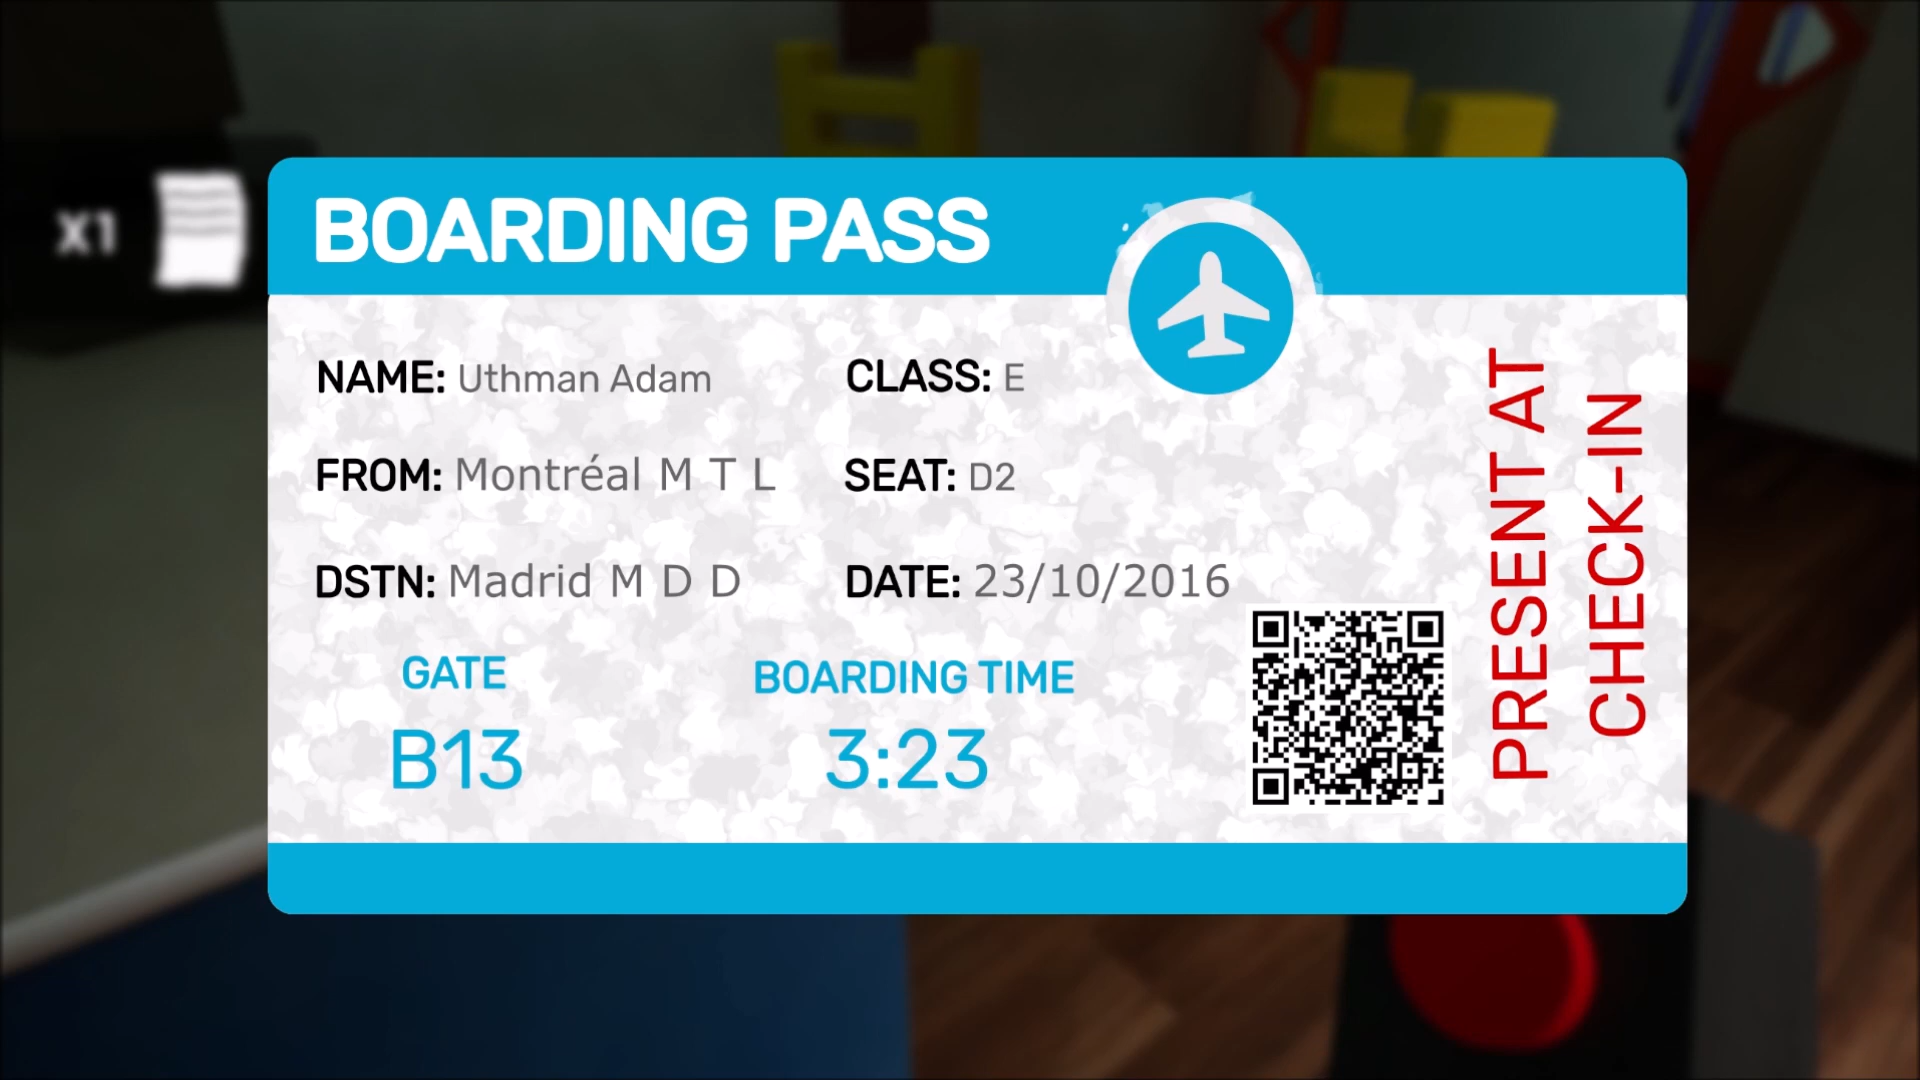 X1
BOARDING PASS
NAME: Uthman Adam
CLASS: E
FROM: Montréal M T L
SEAT: D2
DSTN: Madrid M D D
DATE: 23/10/2016
GATE
BOARDING TIME
B13
3:23
PRESENT AT
CHECK-IN